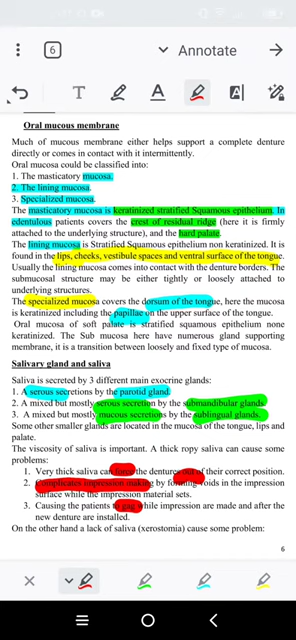 6
Annotate
T
A
A
Oral mucous membrane
Much of mucous membrane either helps support a complete denture
directly or comes in contact with it intermittently.
Oral mucosa could be classified into:
1. The masticatory mucosa.
2. The lining mucosa.
3. Specialized mucosa.
The masticatory mucosa is keratinized stratified Squamous epithelium. In
edentulous patients covers the crest of residual ridge (here it is firmly
attached to the underlying structure), and the hard palate.
The lining mucosa is Stratified Squamous epithelium non keratinized. It is
found in the lips, cheeks, vestibule spaces and ventral surface of the tongue.
Usually the lining mucosa comes into contact with the denture borders. The
submucosal structure may be either tightly or loosely attached to
underlying structures.
The specialized mucosa covers the dorsum of the tongue, here the mucosa
is keratinized including the papillae on the upper surface of the tongue.
Oral mucosa of soft palate is stratified squamous epithelium none
keratinized. The Sub mucosa here have numerous gland supporting
membrane, it is a transition between loosely and fixed type of mucosa.
Salivary gland and saliva
Saliva is secreted by 3 different main exocrine glands:
1. A serous secretions by the parotid gland.
2. A mixed but mostly serous secretion by the submandibular glands.
3. A mixed but mostly mucous secretions by the sublingual glands.
Some other smaller glands are located in the mucosa of the tongue, lips and
palate.
The viscosity of saliva is important. A thick ropy saliva can cause some
problems:
1. Very thick saliva can force the dentures out of their correct position.
2. Complicates impression making by forming voids in the impression
surface while the impression material sets.
3. Causing the patients to gag while impression are made and after the
new denture are installed.
On the other hand a lack of saliva (xerostomia) cause some problem:
6